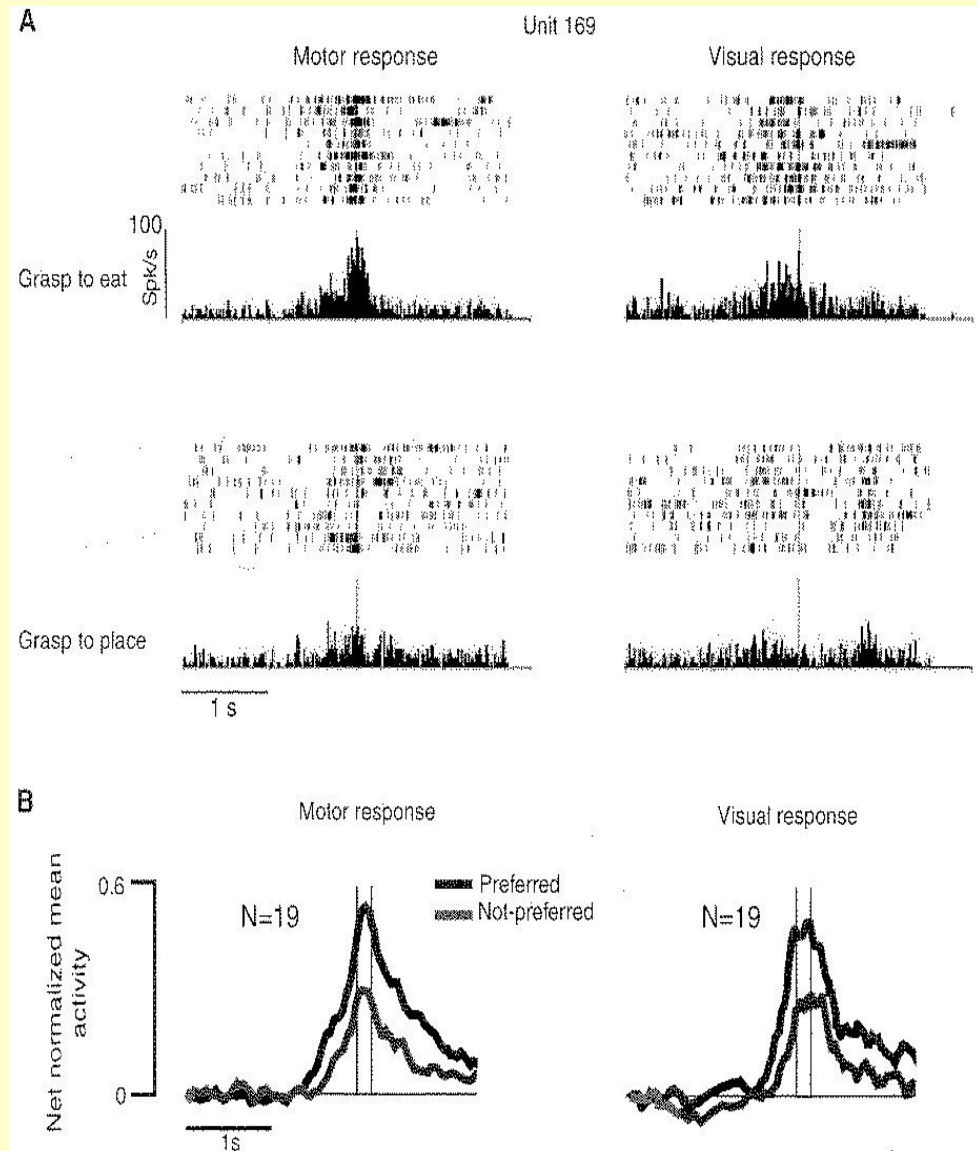 A
Unit 169
Motor response
Visual response
100
Spk/s
Grasp to eat
Grasp to place
1 s
B
Motor response
Visual response
Net normalized mean
activity
0.6
0
N=19
Preferred
Not-preferred
N=19
1s